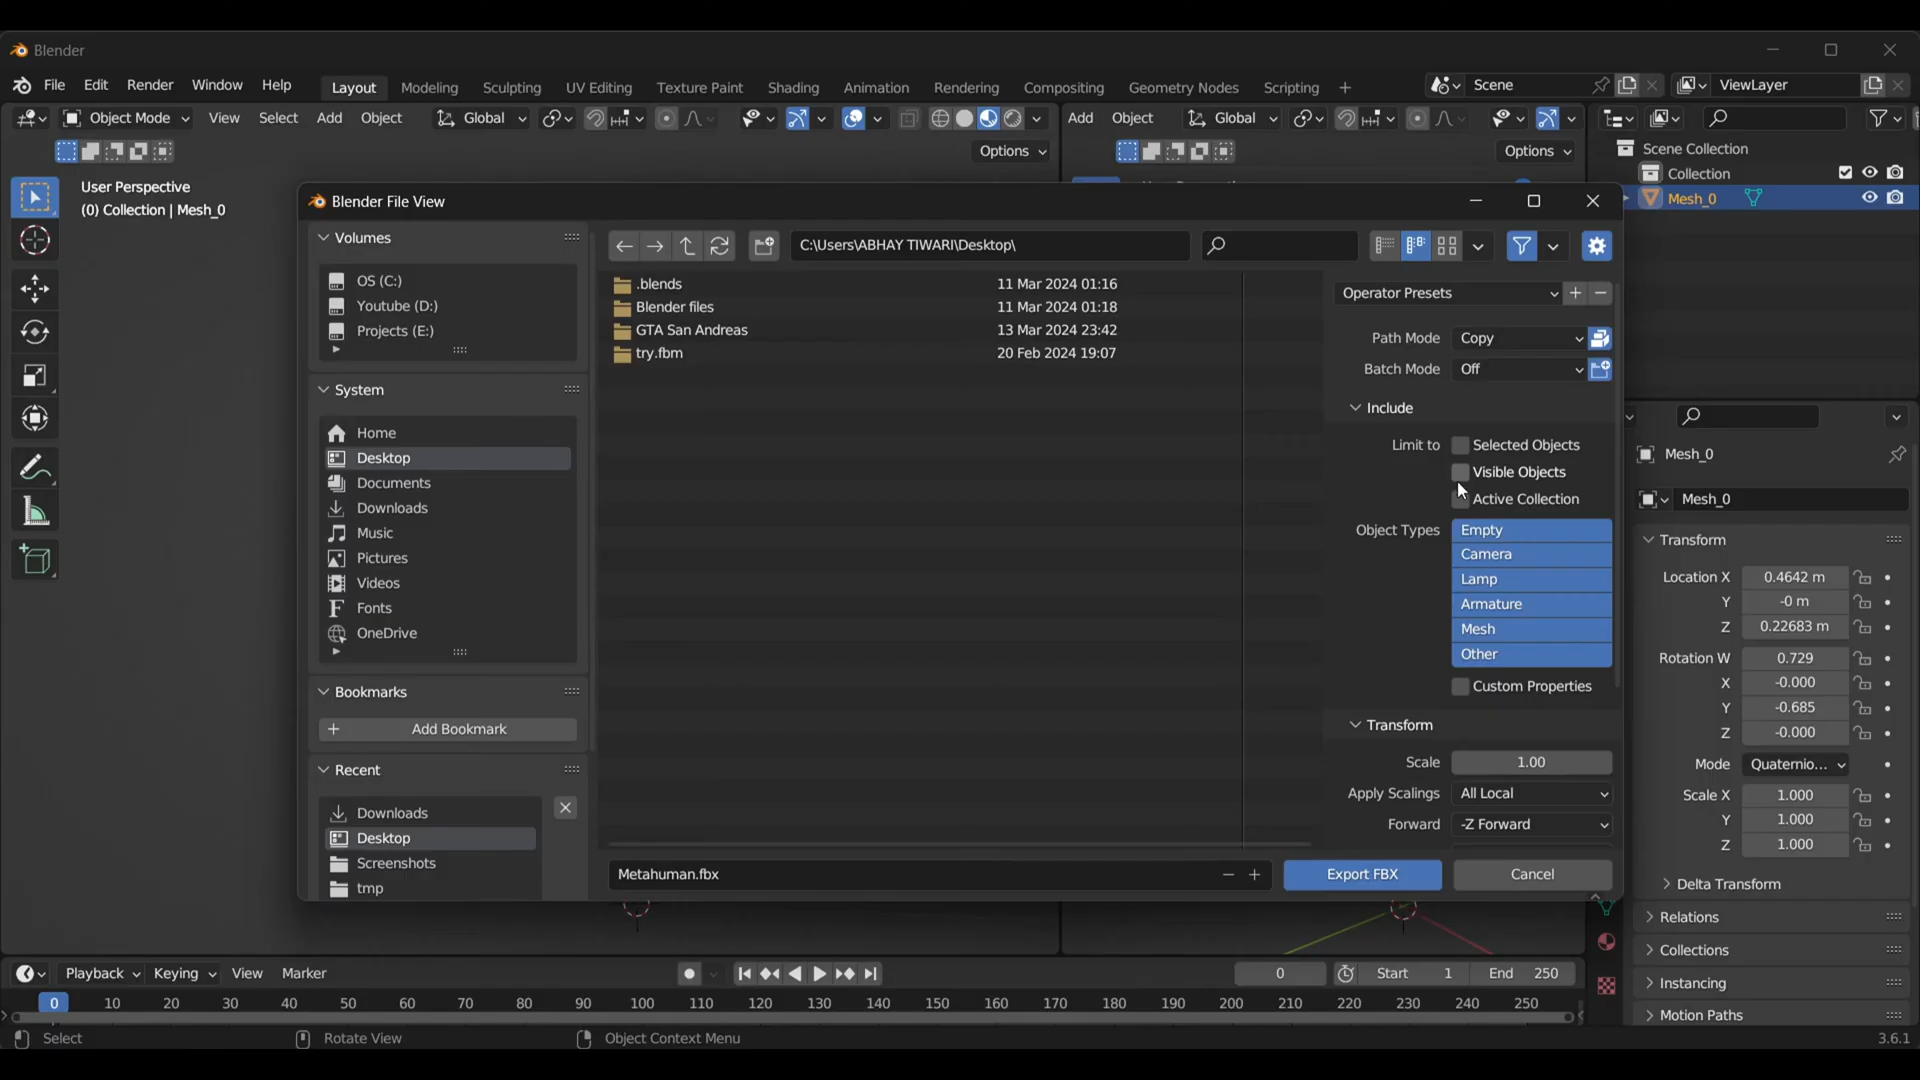 Blender
File Edit Render Window Help Layout Modeling Sculpting UV Editing Texture Paint Shading Animation Rendering Compositing Geometry Nodes Scripting + Scene ViewLayer
Object Mode View Select Add Object Global Add Object Global
Options Options
User Perspective
(0) Collection | Mesh_0
Scene Collection
Collection
Mesh_0
Blender File View
Volumes
OS (C:)
Youtube (D:)
Projects (E:)
System
Home
Desktop
Documents
Downloads
Music
Pictures
Videos
Fonts
OneDrive
Bookmarks
Add Bookmark
Recent
Downloads
Desktop
Screenshots
tmp
C:\Users\ABHAY TIWARI\Desktop\
.blends 11 Mar 2024 01:16
Blender files 11 Mar 2024 01:18
GTA San Andreas 13 Mar 2024 23:42
try.fbm 20 Feb 2024 19:07
Metahuman.fbx
Operator Presets
Path Mode Copy
Batch Mode Off
Include
Limit to Selected Objects
Visible Objects
Active Collection
Object Types Empty
Camera
Lamp
Armature
Mesh
Other
Custom Properties
Transform
Scale 1.00
Apply Scalings All Local
Forward -Z Forward
Export FBX Cancel
Mesh_0
Mesh_0
Transform
Location X 0.4642 m
Y -0 m
Z 0.22683 m
Rotation W 0.729
X -0.000
Y -0.685
Z -0.000
Mode Quaternio...
Scale X 1.000
Y 1.000
Z 1.000
Delta Transform
Relations
Collections
Instancing
Motion Paths
Playback Keying View Marker 0 Start 1 End 250
0 10 20 30 40 50 60 70 80 90 100 110 120 130 140 150 160 170 180 190 200 210 220 230 240 250
Select Rotate View Object Context Menu 3.6.1